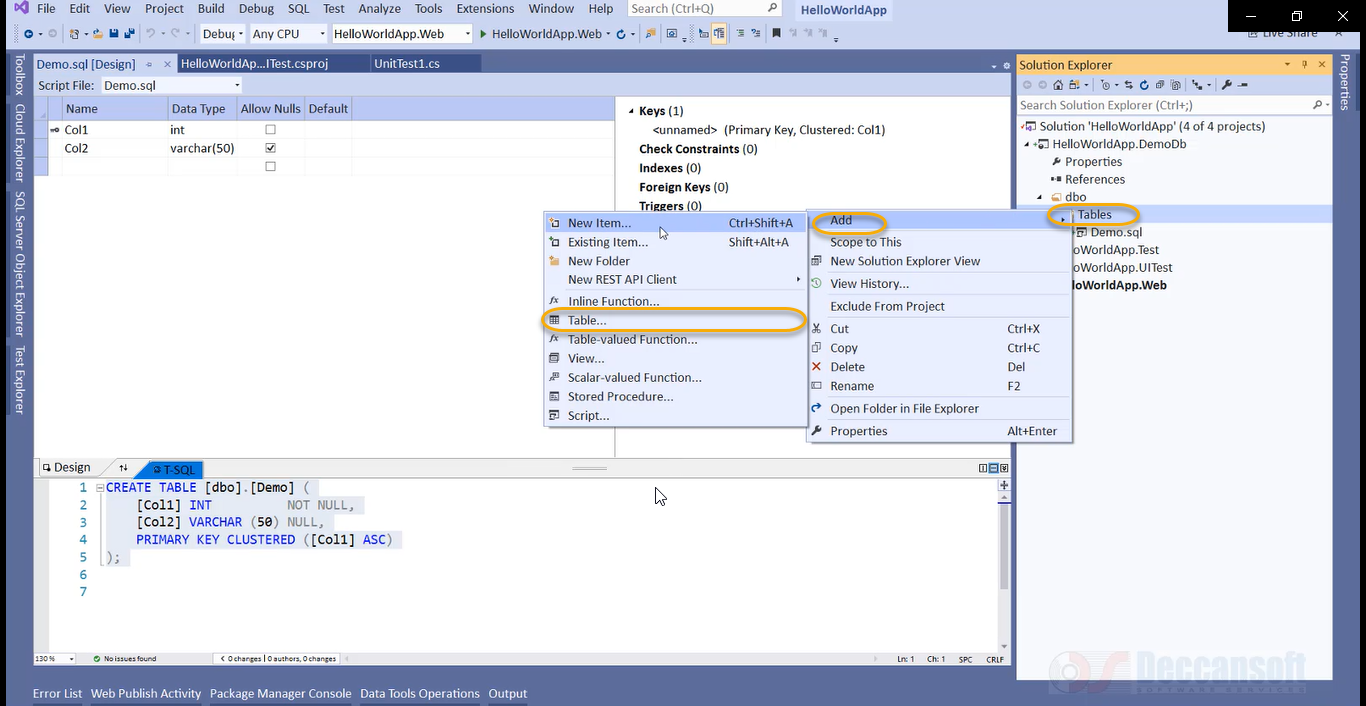 File Edit View Project Build Debug SQL Test Analyze Tools Extensions Window Help Search (Ctrl+Q) HelloWorldApp
Debu Any CPU HelloWorldApp.Web HelloWorldApp.Web Live Share
Demo.sql [Design] HelloWorldAp...ITest.csproj UnitTest1.cs
Script File: Demo.sql
Name Data Type Allow Nulls Default
Col1 int
Col2 varchar(50)
Keys (1)
<unnamed> (Primary Key, Clustered: Col1)
Check Constraints (0)
Indexes (0)
Foreign Keys (0)
Triggers (0)
New Item... Ctrl+Shift+A
Existing Item... Shift+Alt+A
New Folder
New REST API Client
Inline Function...
Table...
Table-valued Function...
View...
Scalar-valued Function...
Stored Procedure...
Script...
Add
Scope to This
New Solution Explorer View
View History...
Exclude From Project
Cut Ctrl+X
Copy Ctrl+C
Delete Del
Rename F2
Open Folder in File Explorer
Properties Alt+Enter
Solution Explorer
Search Solution Explorer (Ctrl+;)
Solution 'HelloWorldApp' (4 of 4 projects)
HelloWorldApp.DemoDb
Properties
References
dbo
Tables
Demo.sql
loWorldApp.Test
loWorldApp.UITest
loWorldApp.Web
Toolbox
Cloud Explorer
SQL Server Object Explorer
Test Explorer
Properties
Design T-SQL
1 CREATE TABLE [dbo].[Demo] (
2 [Col1] INT NOT NULL,
3 [Col2] VARCHAR (50) NULL,
4 PRIMARY KEY CLUSTERED ([Col1] ASC)
5 );
6
7
130 % No issues found < 0 changes | 0 authors, 0 changes Ln: 1 Ch: 1 SPC CRLF
Error List Web Publish Activity Package Manager Console Data Tools Operations Output
Deccansoft
SOFTWARE SERVICES